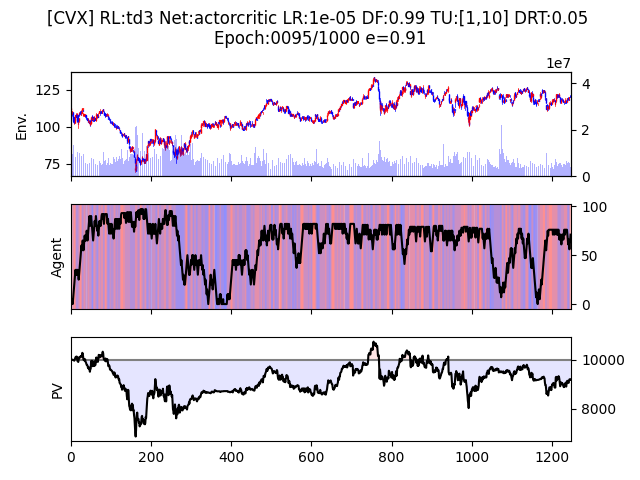 [CVX] RL:td3 Net:actorcritic LR:1e-05 DF:0.99 TU:[1,10] DRT:0.05
Epoch:0095/1000 e=0.91
1e7
125
100
75
Env.
4
2
0
Agent
100
50
0
PV
10000
8000
0 200 400 600 800 1000 1200